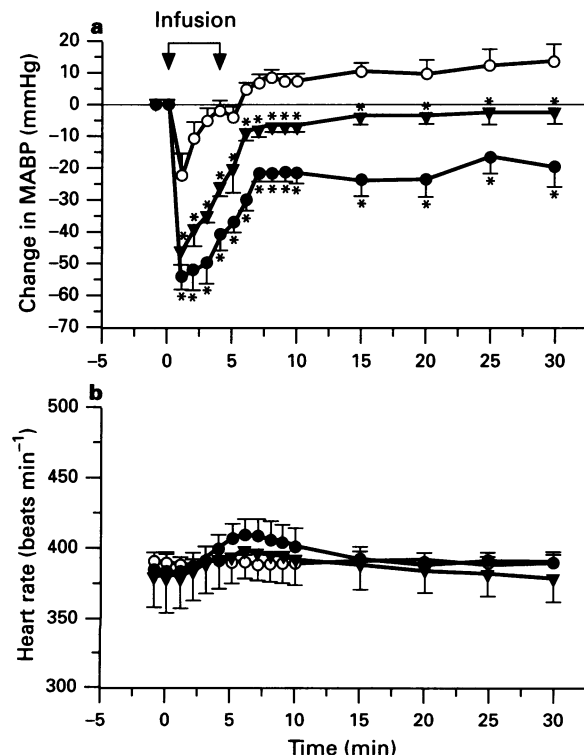 Infusion
a
20
10
0
–10
–20
–30
–40
–50
–60
–70
Change in MABP (mmHg)
* * * * * * * * * * * * * *
* * * * * * * * * * * * * *
–5 0 5 10 15 20 25 30
b
500
450
400
350
300
Heart rate (beats min⁻¹)
–5 0 5 10 15 20 25 30
Time (min)